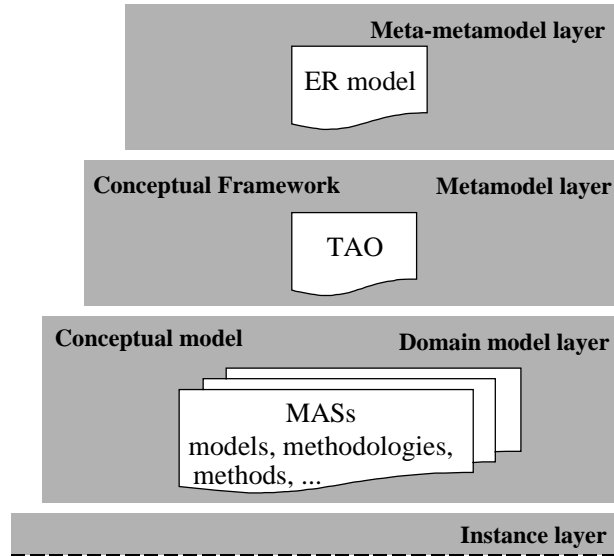 Meta-metamodel layer
ER model
Conceptual Framework Metamodel layer
TAO
Conceptual model Domain model layer
MASs
models, methodologies,
methods, ...
Instance layer